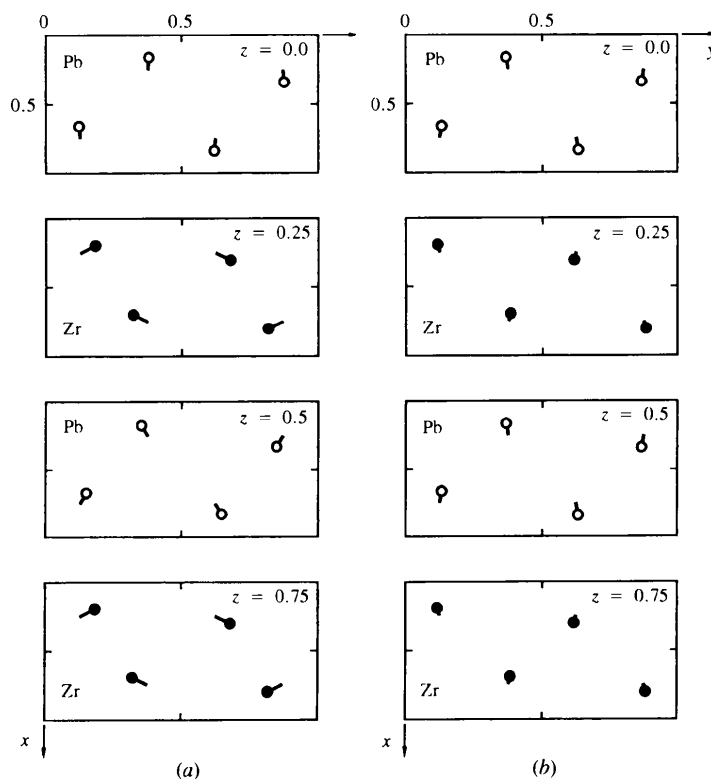 0 0.5 0 0.5
Pb z = 0.0 Pb z = 0.0 y
0.5 0.5
z = 0.25 z = 0.25
Zr Zr
Pb z = 0.5 Pb z = 0.5
z = 0.75 z = 0.75
Zr Zr
x (a) x (b)